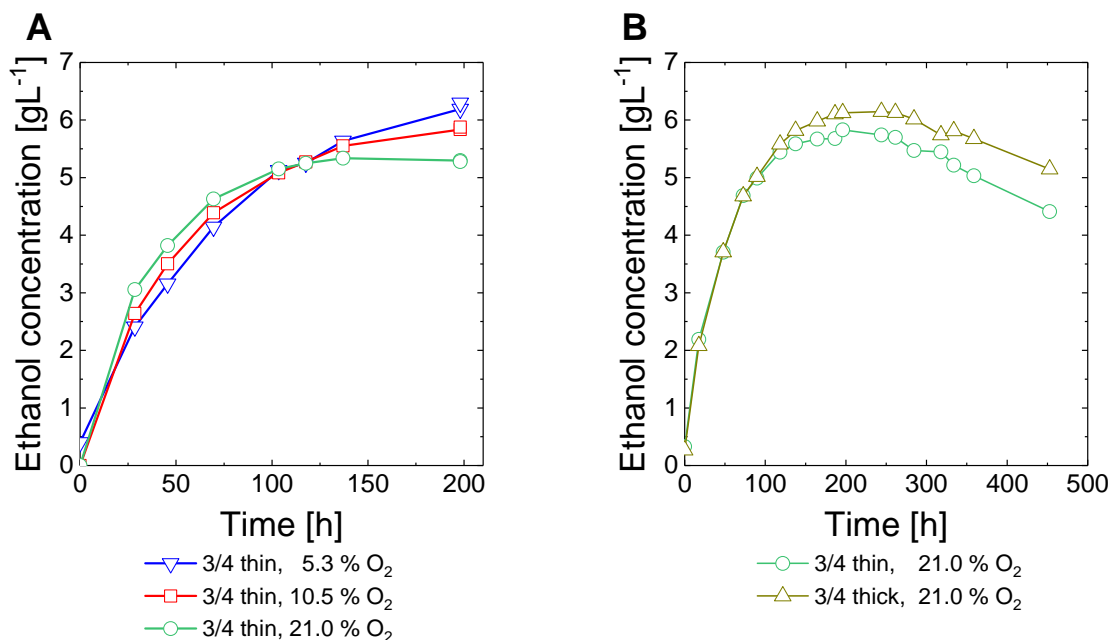 A
Ethanol concentration [gL⁻¹]
7
6
5
4
3
2
1
0
0 50 100 150 200
Time [h]
3/4 thin, 5.3 % O₂
3/4 thin, 10.5 % O₂
3/4 thin, 21.0 % O₂
B
Ethanol concentration [gL⁻¹]
7
6
5
4
3
2
1
0
0 100 200 300 400 500
Time [h]
3/4 thin, 21.0 % O₂
3/4 thick, 21.0 % O₂